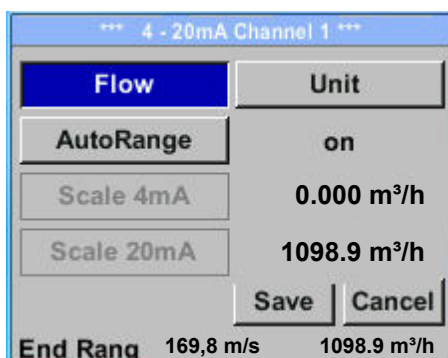 *** 4 - 20mA Channel 1 ***
Flow Unit
AutoRange on
Scale 4mA 0.000 m³/h
Scale 20mA 1098.9 m³/h
Save Cancel
End Rang 169,8 m/s 1098.9 m³/h